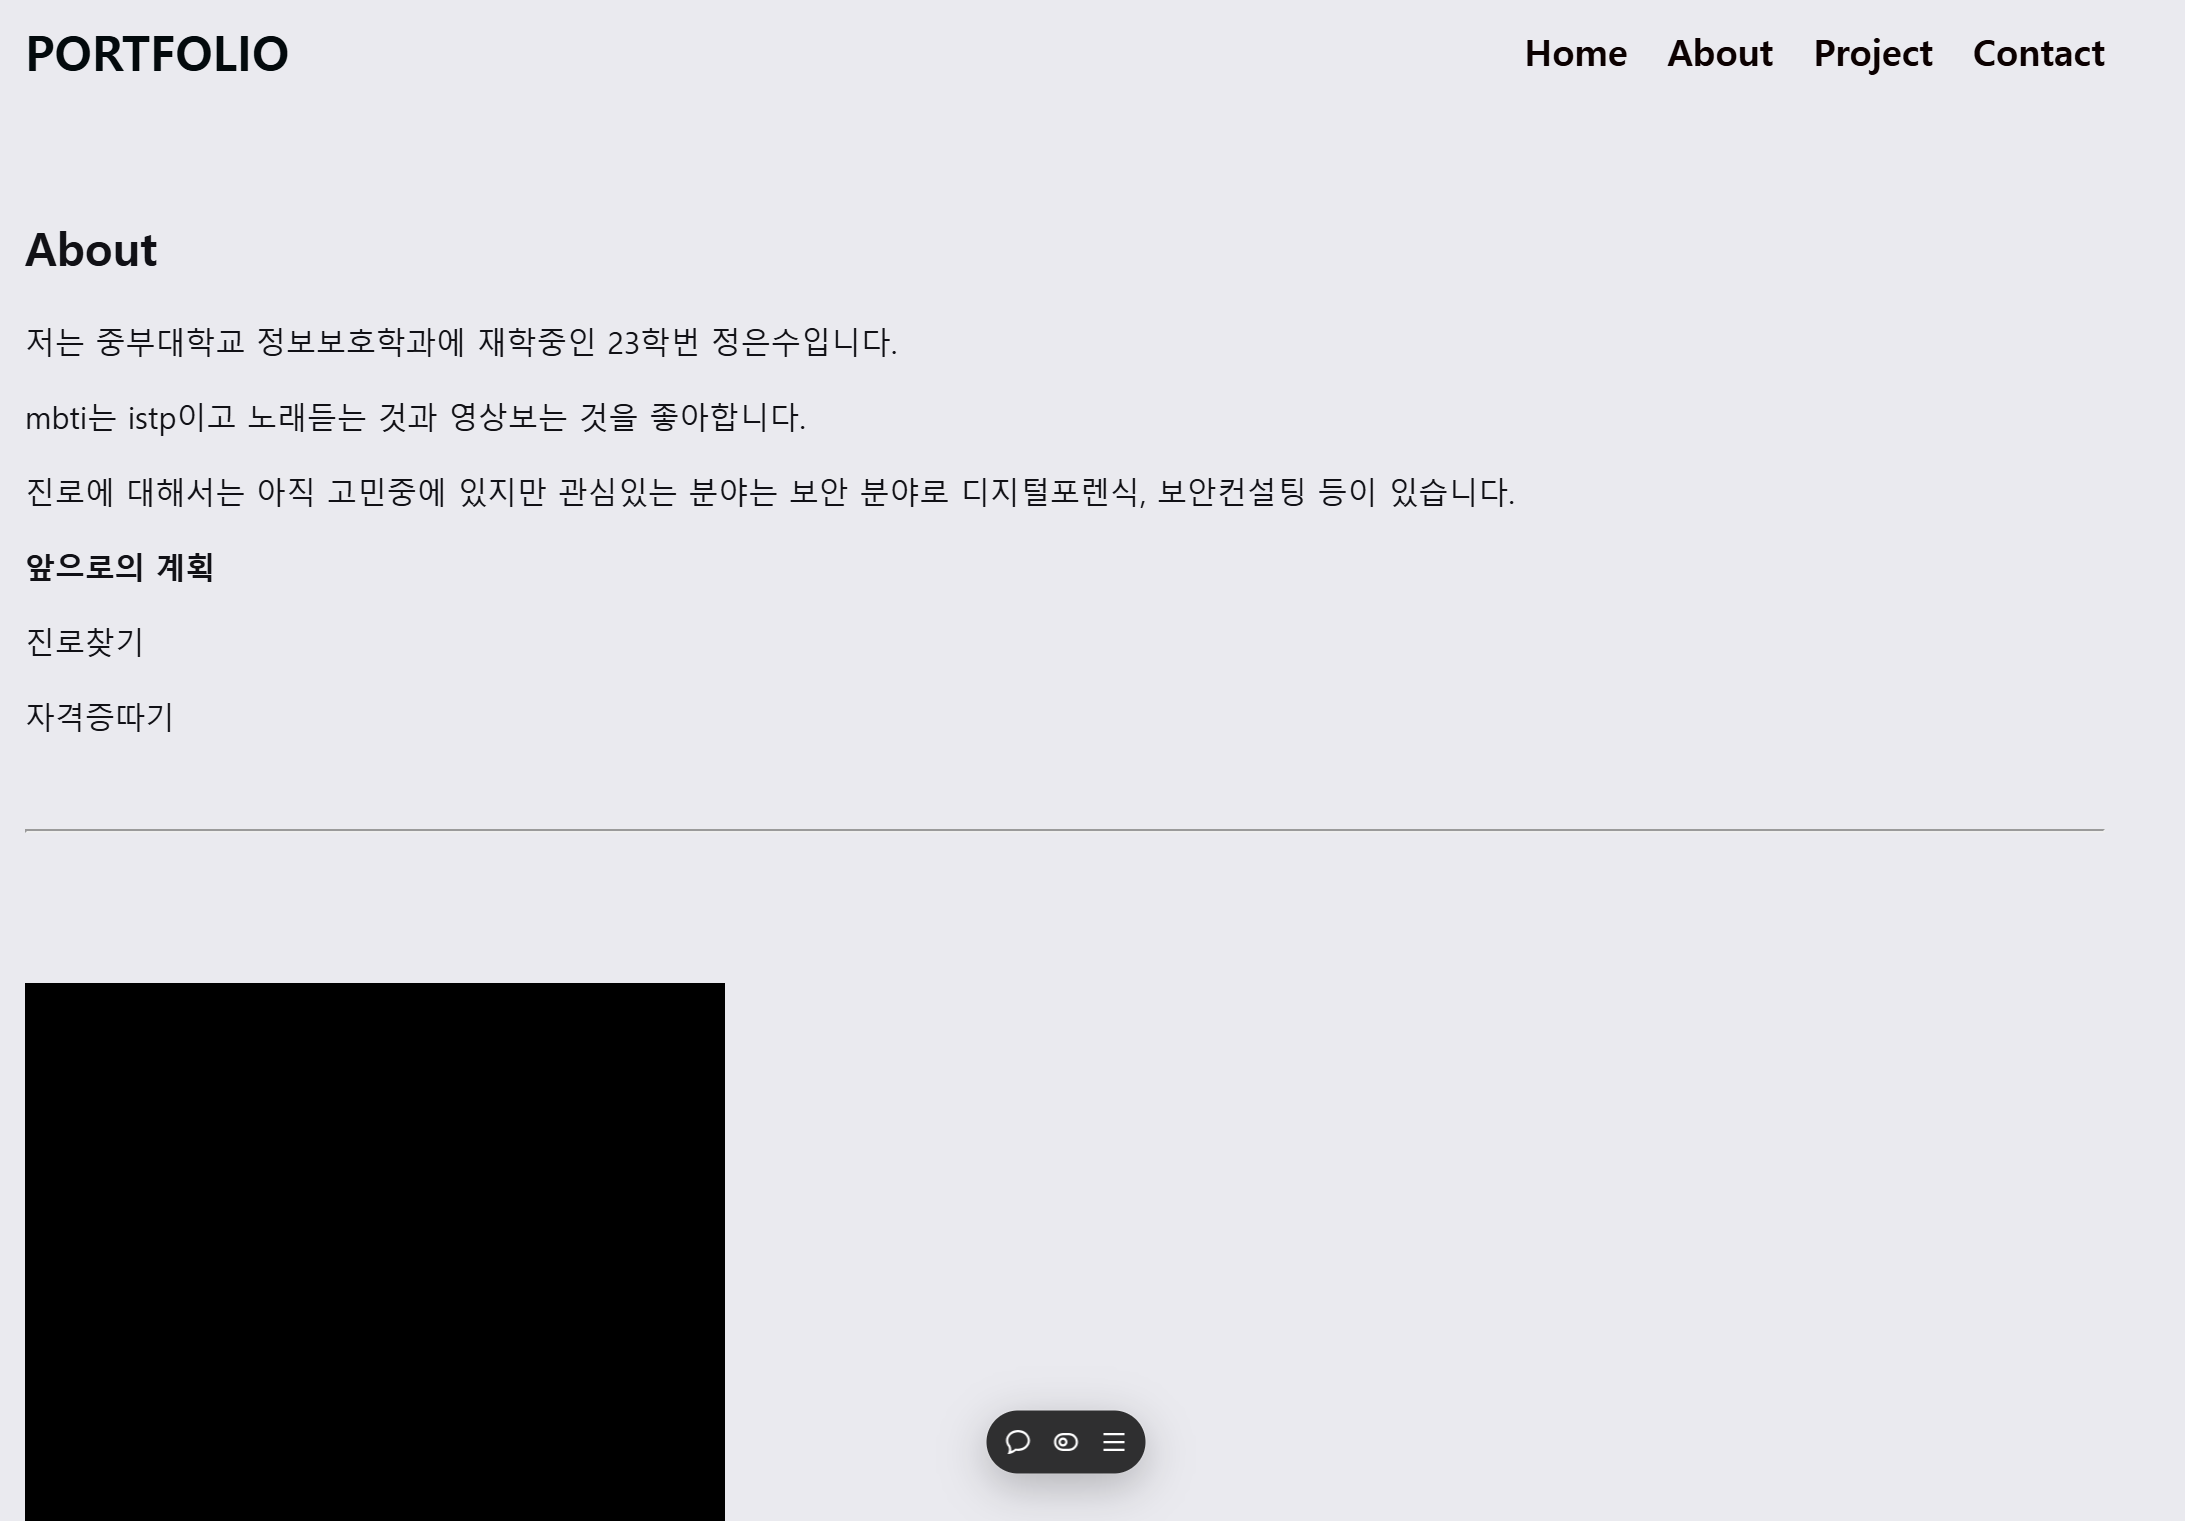 PORTFOLIO
Home About Project Contact
About
저는 중부대학교 정보보호학과에 재학중인 23학번 정은수입니다.
mbti는 istp이고 노래듣는 것과 영상보는 것을 좋아합니다.
진로에 대해서는 아직 고민중에 있지만 관심있는 분야는 보안 분야로 디지털포렌식, 보안컨설팅 등이 있습니다.
앞으로의 계획
진로찾기
자격증따기